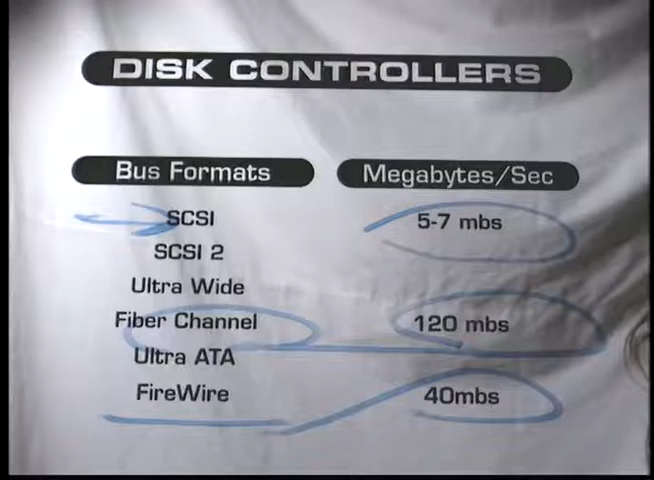 DISK CONTROLLERS
Bus Formats Megabytes/Sec
SCSI 5-7 mbs
SCSI 2
Ultra Wide
Fiber Channel 120 mbs
Ultra ATA
FireWire 40mbs